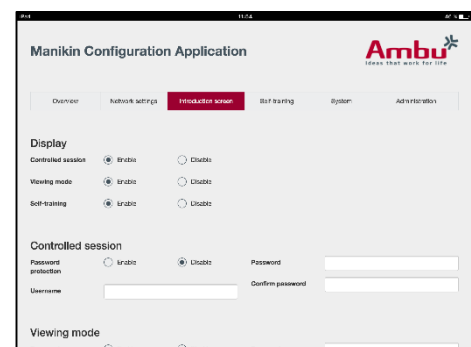 iPad 11:04
Manikin Configuration Application
Ambu
Ideas that work for life
Overview Network settings Introduction screen Self-training System Administration
Display
Controlled session Enable Disable
Viewing mode Enable Disable
Self-training Enable Disable
Controlled session
Password protection Enable Disable Password
Username Confirm password
Viewing mode